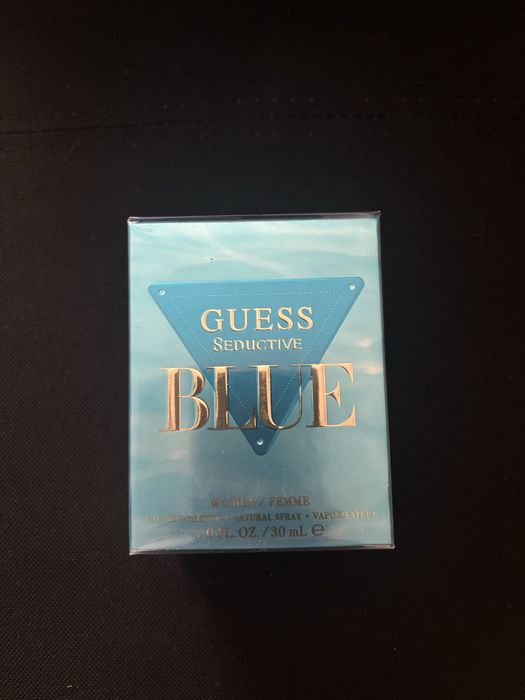 GUESS
SEDUCTIVE
BLUE
WOMEN / FEMME
EAU DE TOILETTE • NATURAL SPRAY • VAPORISATEUR
1.0 FL. OZ. / 30 mL ℮